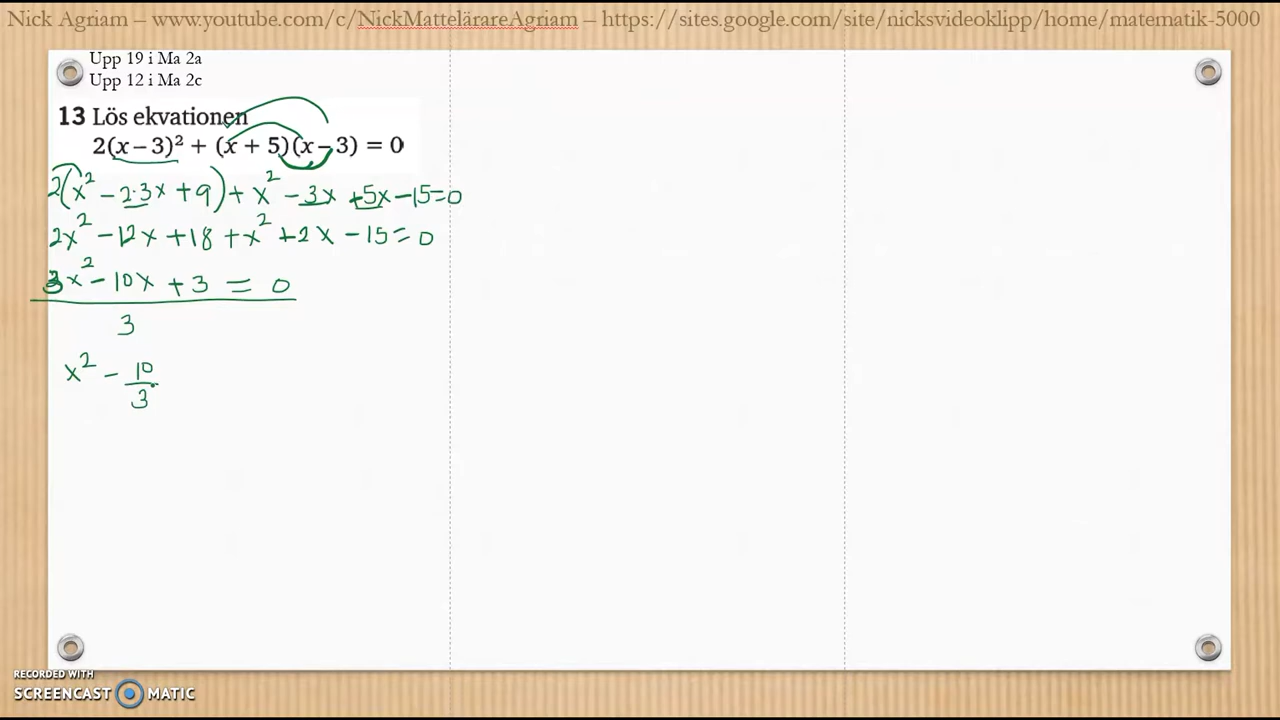 Nick Agriam – www.youtube.com/c/NickMattelärareAgriam – https://sites.google.com/site/nicksvideoklipp/home/matematik-5000
Upp 19 i Ma 2a
Upp 12 i Ma 2c
13 Lös ekvationen
2(x – 3)² + (x + 5)(x – 3) = 0
2(x² - 2·3x + 9) + x² - 3x + 5x - 15 = 0
2x² - 12x + 18 + x² + 2x - 15 = 0
3x² - 10x + 3 = 0
3
x² - 10/3
RECORDED WITH
SCREENCAST MATIC